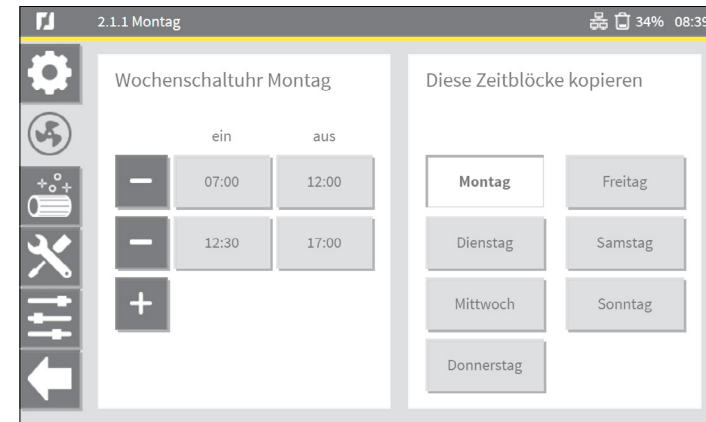 2.1.1 Montag
34% 08:39
Wochenschaltuhr Montag
ein aus
07:00 12:00
12:30 17:00
Diese Zeitblöcke kopieren
Montag Freitag
Dienstag Samstag
Mittwoch Sonntag
Donnerstag